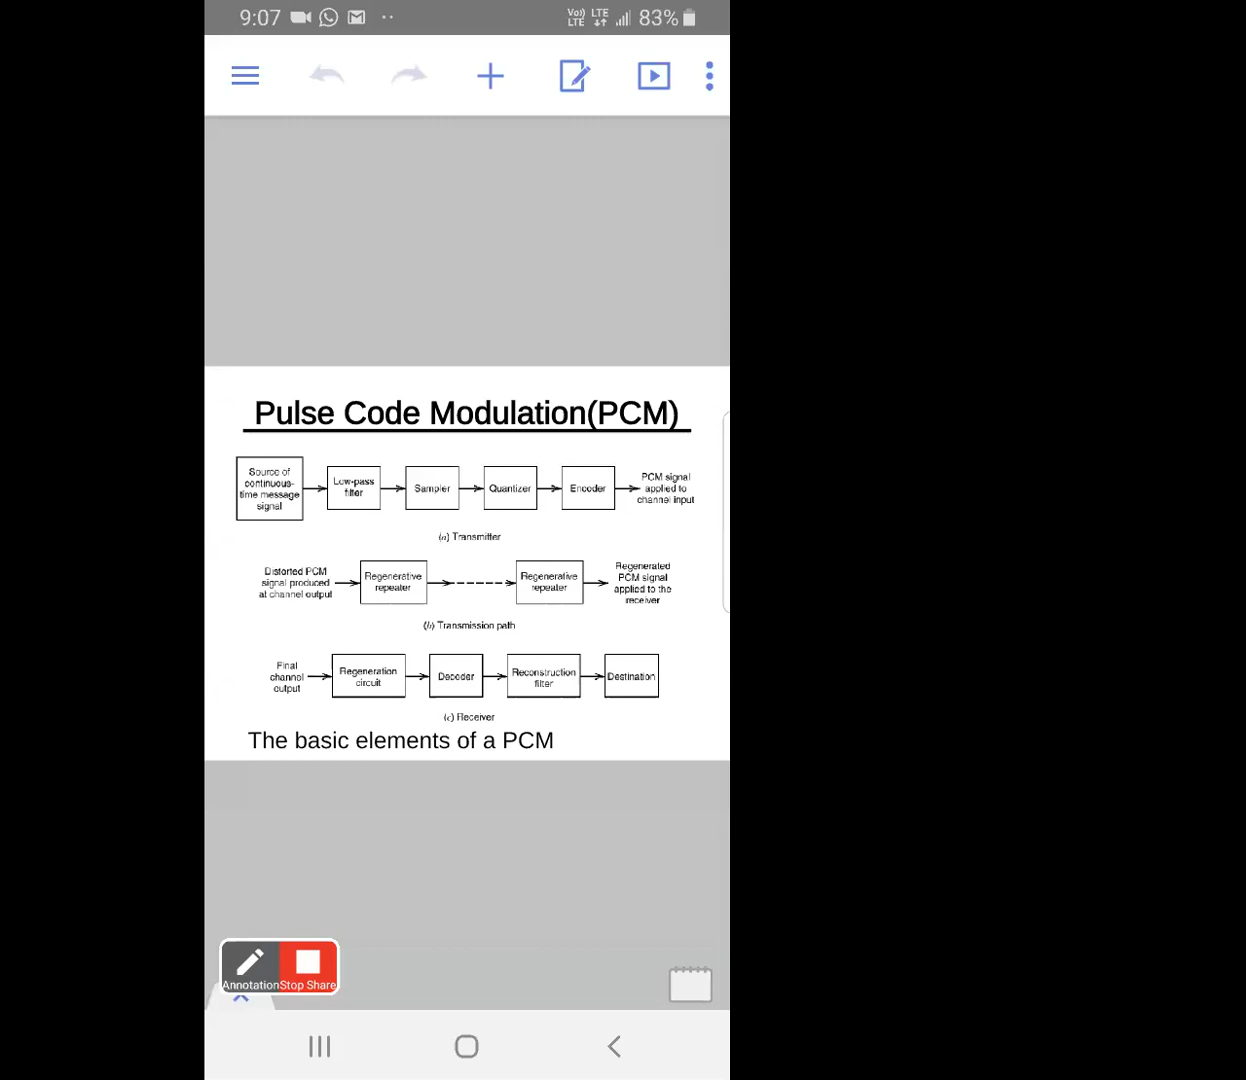 9:07
Vo)) LTE
LTE
83%
Pulse Code Modulation(PCM)
Source of
continuous-
time message
signal
Low-pass
filter
Sampler
Quantizer
Encoder
PCM signal
applied to
channel input
(a) Transmitter
Distorted PCM
signal produced
at channel output
Regenerative
repeater
Regenerative
repeater
Regenerated
PCM signal
applied to the
receiver
(b) Transmission path
Final
channel
output
Regeneration
circuit
Decoder
Reconstruction
filter
Destination
(c) Receiver
The basic elements of a PCM
Annotation
Stop Share